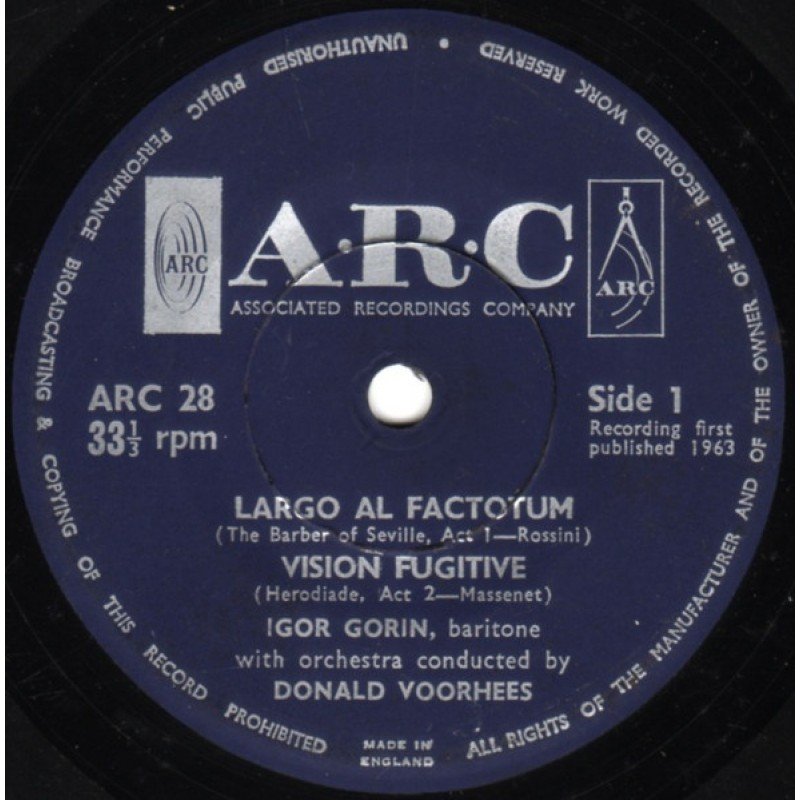 ALL RIGHTS OF THE MANUFACTURER AND OF THE OWNER OF THE RECORDED WORK RESERVED • UNAUTHORISED PUBLIC PERFORMANCE BROADCASTING & COPYING OF THIS RECORD PROHIBITED
ARC
A·R·C
ARC
ASSOCIATED RECORDINGS COMPANY
ARC 28
33⅓ rpm
Side 1
Recording first
published 1963
LARGO AL FACTOTUM
(The Barber of Seville, Act 1—Rossini)
VISION FUGITIVE
(Herodiade, Act 2—Massenet)
IGOR GORIN, baritone
with orchestra conducted by
DONALD VOORHEES
MADE IN
ENGLAND